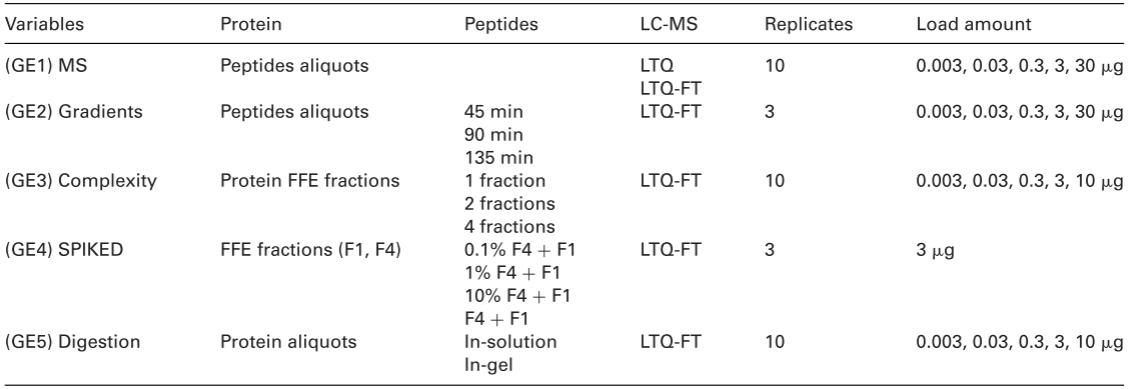 Variables Protein Peptides LC-MS Replicates Load amount
(GE1) MS Peptides aliquots LTQ 10 0.003, 0.03, 0.3, 3, 30 μg
LTQ-FT
(GE2) Gradients Peptides aliquots 45 min LTQ-FT 3 0.003, 0.03, 0.3, 3, 30 μg
90 min
135 min
(GE3) Complexity Protein FFE fractions 1 fraction LTQ-FT 10 0.003, 0.03, 0.3, 3, 10 μg
2 fractions
4 fractions
(GE4) SPIKED FFE fractions (F1, F4) 0.1% F4 + F1 LTQ-FT 3 3 μg
1% F4 + F1
10% F4 + F1
F4 + F1
(GE5) Digestion Protein aliquots In-solution LTQ-FT 10 0.003, 0.03, 0.3, 3, 10 μg
In-gel